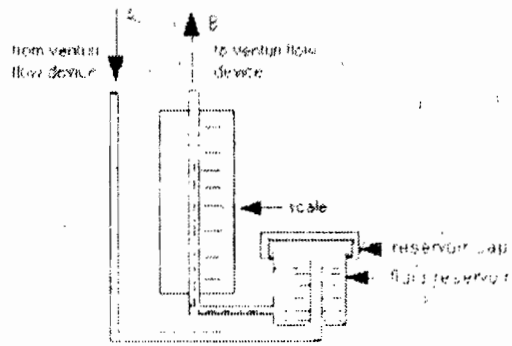 A
B
from venturi
flow device
to venturi flow
device
scale
reservoir cap
fluid reservoir